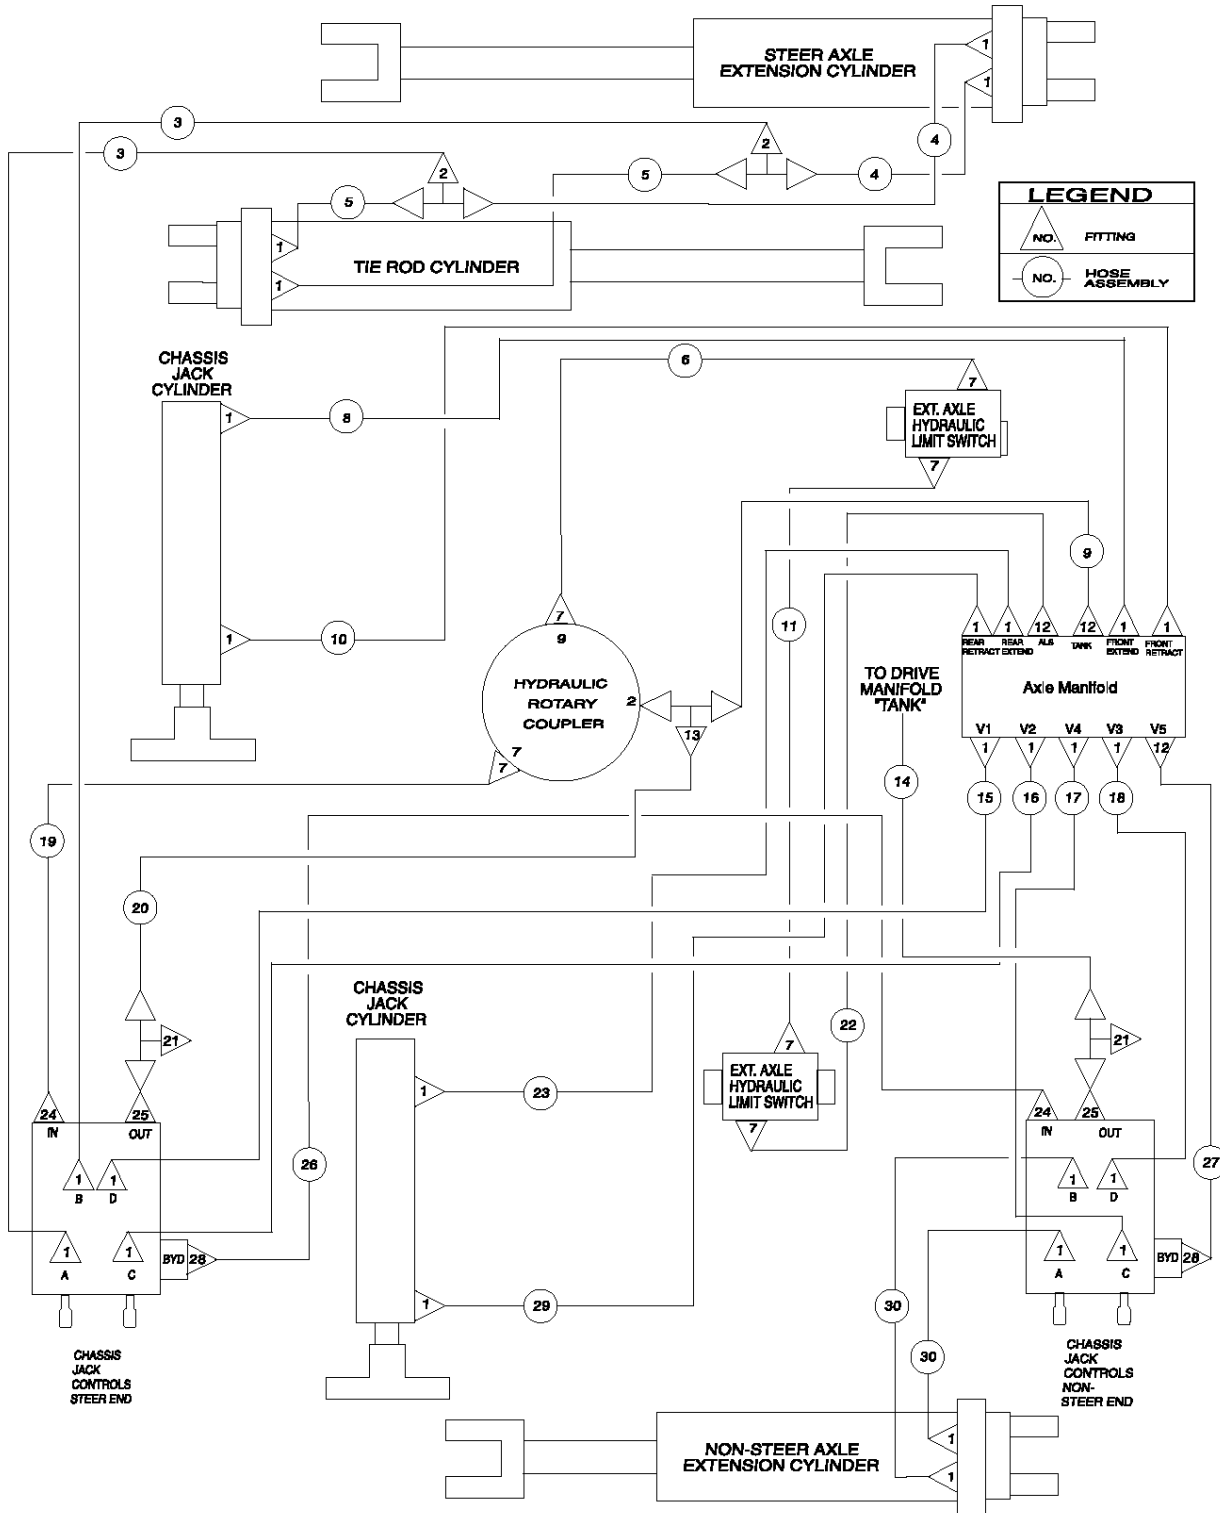 STEER AXLE
EXTENSION CYLINDER
1
1
3
3
2
4
2
5
4
5
LEGEND
NO. FITTING
NO. HOSE
ASSEMBLY
1
TIE ROD CYLINDER
1
CHASSIS
JACK
CYLINDER
6
7
EXT. AXLE
HYDRAULIC
LIMIT SWITCH
7
1
8
9
7
9
11
1
10
1
1
12
12
1
1
REAR
RETRACT
REAR
EXTEND
ALS
TANK
FRONT
EXTEND
FRONT
RETRACT
Axle Manifold
V1
V2
V4
V3
V5
HYDRAULIC
ROTARY
COUPLER
2
13
7
7
TO DRIVE
MANIFOLD
"TANK"
1
1
1
1
12
14
15
16
17
18
19
20
21
CHASSIS
JACK
CYLINDER
22
21
7
EXT. AXLE
HYDRAULIC
LIMIT SWITCH
7
1
23
24
25
IN
OUT
24
25
IN
OUT
1
1
B
D
26
1
1
B
D
27
1
1
A
C
BYD
28
1
1
A
C
BYD
28
1
29
30
30
CHASSIS
JACK
CONTROLS
STEER END
CHASSIS
JACK
CONTROLS
NON-
STEER END
NON-STEER AXLE
EXTENSION CYLINDER
1
1